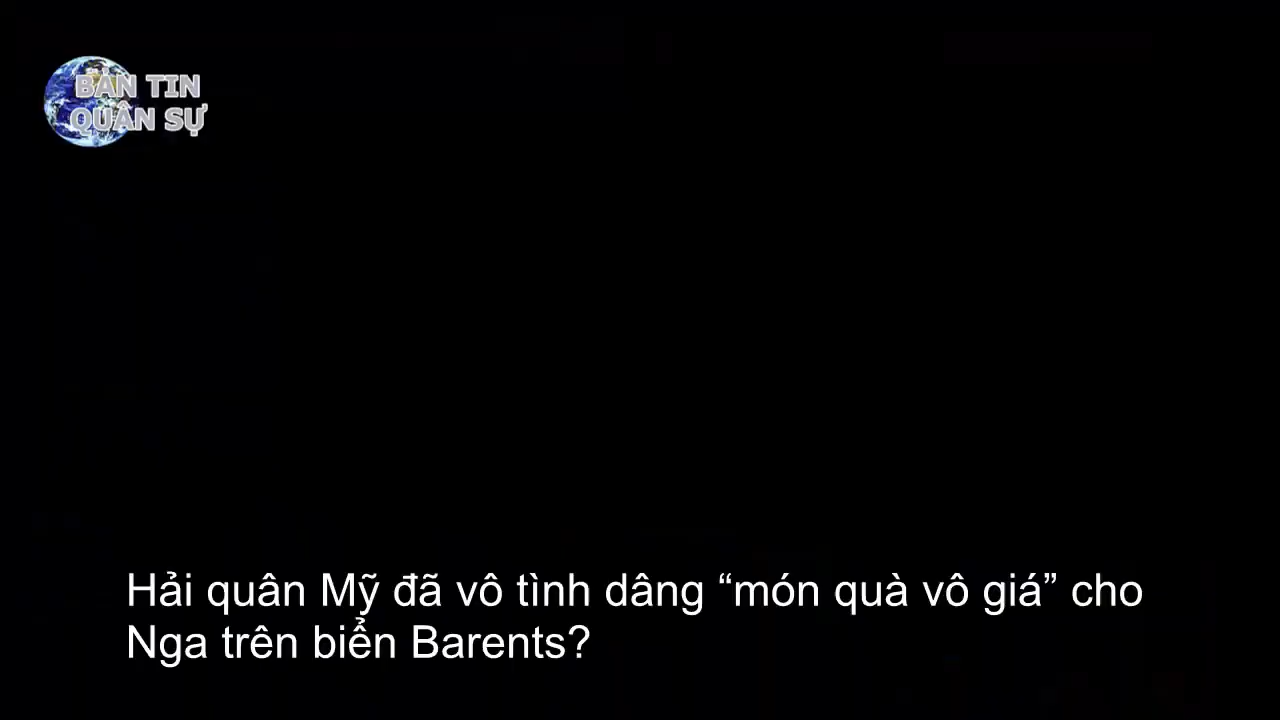 BẢN TIN
QUÂN SỰ
Hải quân Mỹ đã vô tình dâng “món quà vô giá” cho
Nga trên biển Barents?